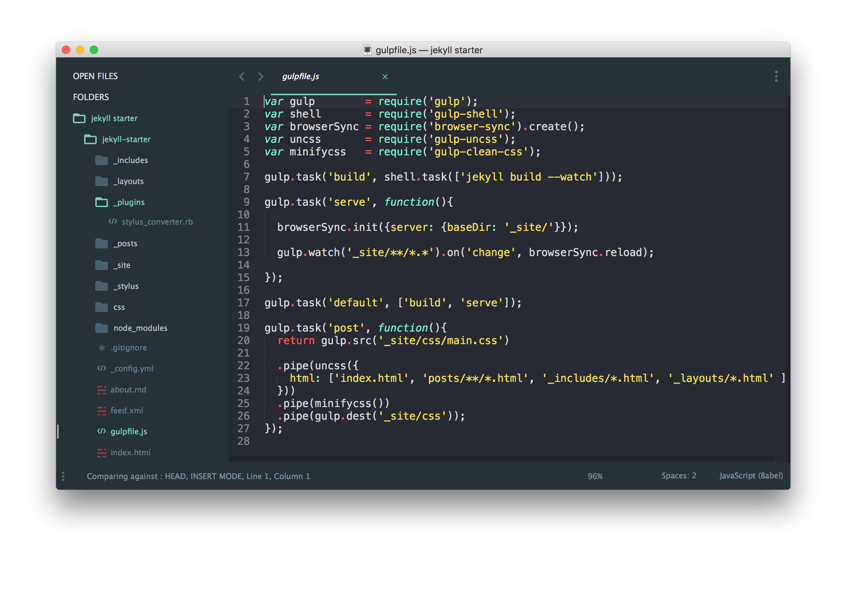 gulpfile.js — jekyll starter
OPEN FILES
FOLDERS
jekyll starter
jekyll-starter
_includes
_layouts
_plugins
stylus_converter.rb
_posts
_site
_stylus
css
node_modules
.gitignore
_config.yml
about.md
feed.xml
gulpfile.js
index.html
gulpfile.js
1 var gulp        = require('gulp');
2 var shell       = require('gulp-shell');
3 var browserSync = require('browser-sync').create();
4 var uncss       = require('gulp-uncss');
5 var minifycss   = require('gulp-clean-css');
6
7 gulp.task('build', shell.task(['jekyll build --watch']));
8
9 gulp.task('serve', function(){
10
11   browserSync.init({server: {baseDir: '_site/'}});
12
13   gulp.watch('_site/**/*.*').on('change', browserSync.reload);
14
15 });
16
17 gulp.task('default', ['build', 'serve']);
18
19 gulp.task('post', function(){
20   return gulp.src('_site/css/main.css')
21
22   .pipe(uncss({
23     html: ['index.html', 'posts/**/*.html', '_includes/*.html', '_layouts/*.html' ]
24   }))
25   .pipe(minifycss())
26   .pipe(gulp.dest('_site/css'));
27 });
28
Comparing against : HEAD, INSERT MODE, Line 1, Column 1
96%
Spaces: 2
JavaScript (Babel)